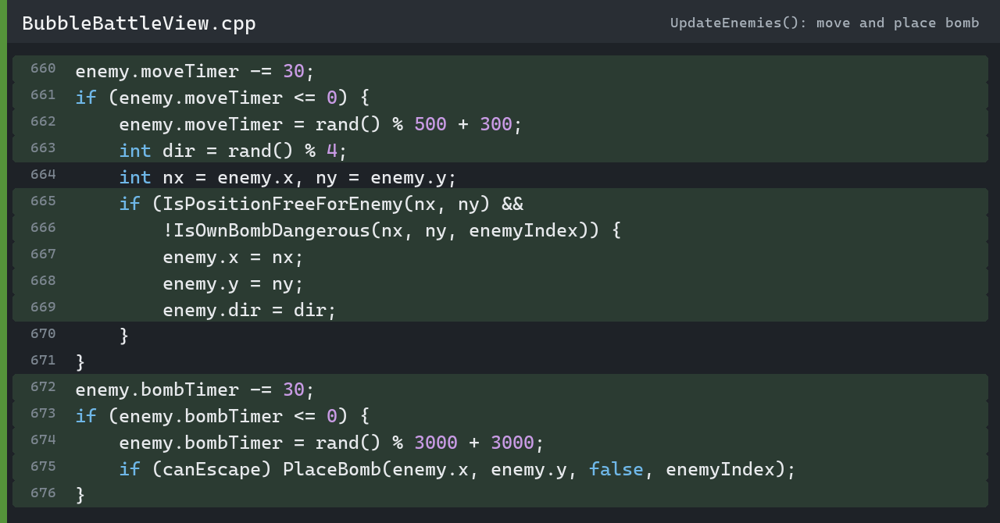 BubbleBattleView.cpp
UpdateEnemies(): move and place bomb
660 enemy.moveTimer -= 30;
661 if (enemy.moveTimer <= 0) {
662     enemy.moveTimer = rand() % 500 + 300;
663     int dir = rand() % 4;
664     int nx = enemy.x, ny = enemy.y;
665     if (IsPositionFreeForEnemy(nx, ny) &&
666         !IsOwnBombDangerous(nx, ny, enemyIndex)) {
667         enemy.x = nx;
668         enemy.y = ny;
669         enemy.dir = dir;
670     }
671 }
672 enemy.bombTimer -= 30;
673 if (enemy.bombTimer <= 0) {
674     enemy.bombTimer = rand() % 3000 + 3000;
675     if (canEscape) PlaceBomb(enemy.x, enemy.y, false, enemyIndex);
676 }